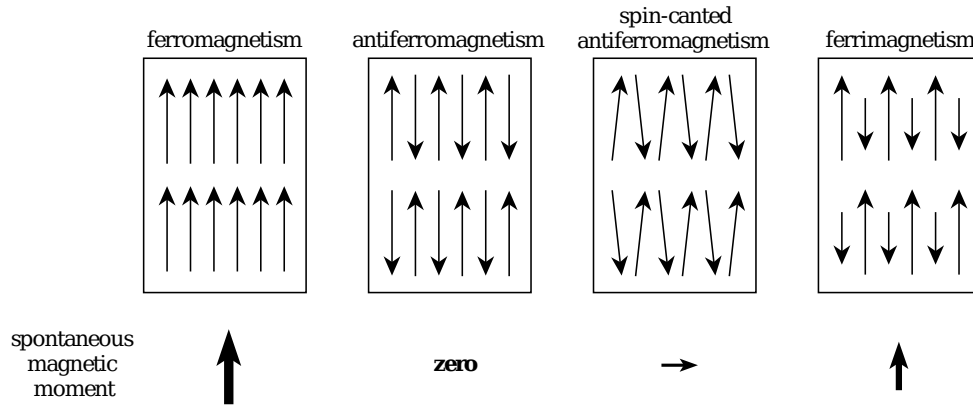 ferromagnetism
antiferromagnetism
spin-canted
antiferromagnetism
ferrimagnetism
spontaneous
magnetic
moment
zero